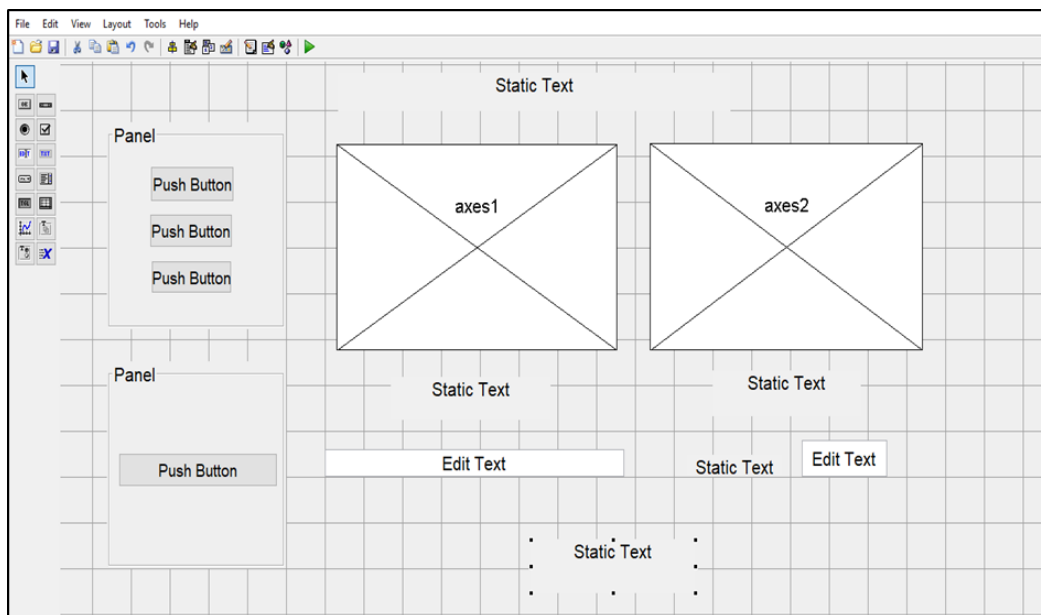 File Edit View Layout Tools Help
Static Text
Panel
Push Button
Push Button
Push Button
axes1
axes2
Static Text
Static Text
Panel
Push Button
Edit Text
Static Text
Edit Text
Static Text